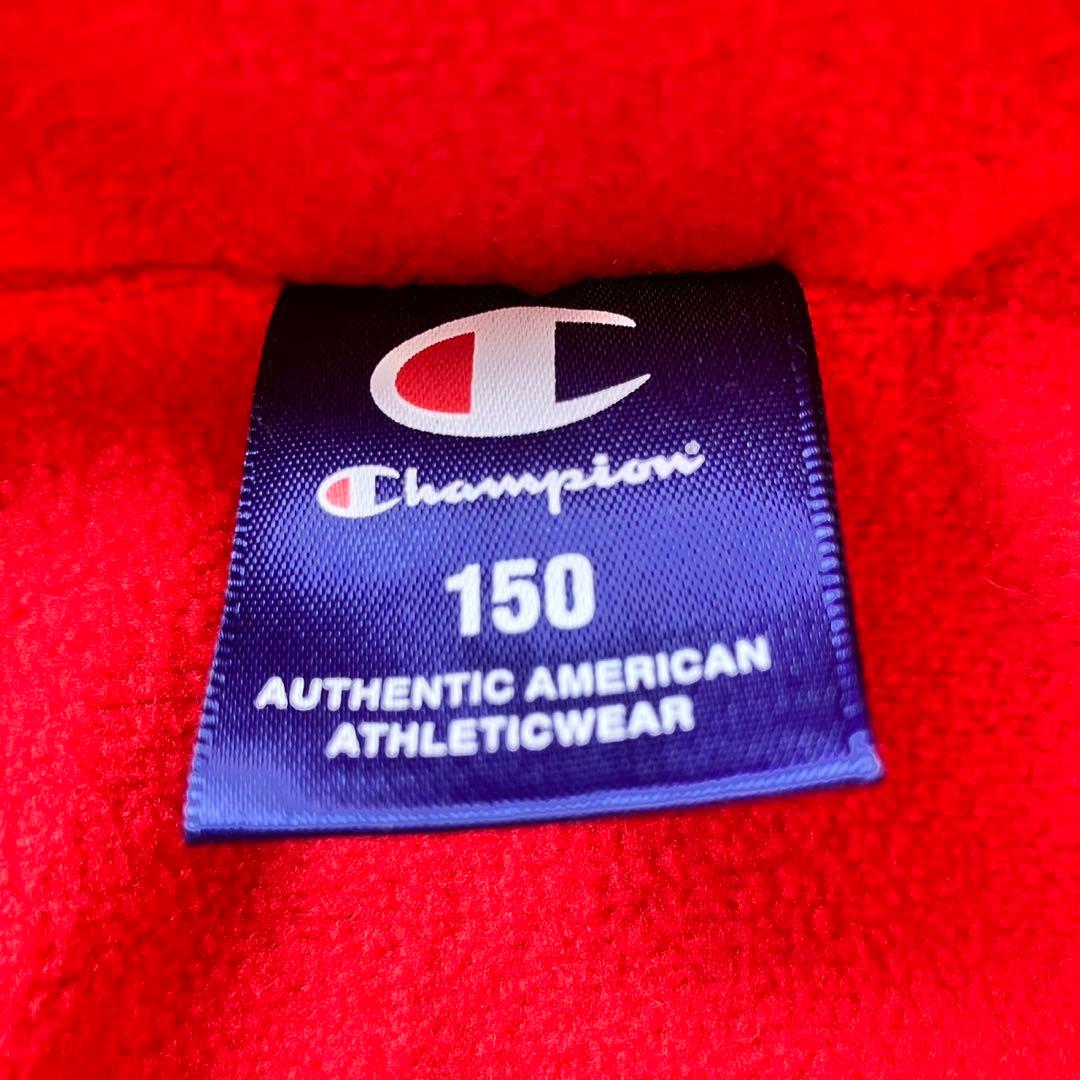 Champion®
150
AUTHENTIC AMERICAN
ATHLETICWEAR